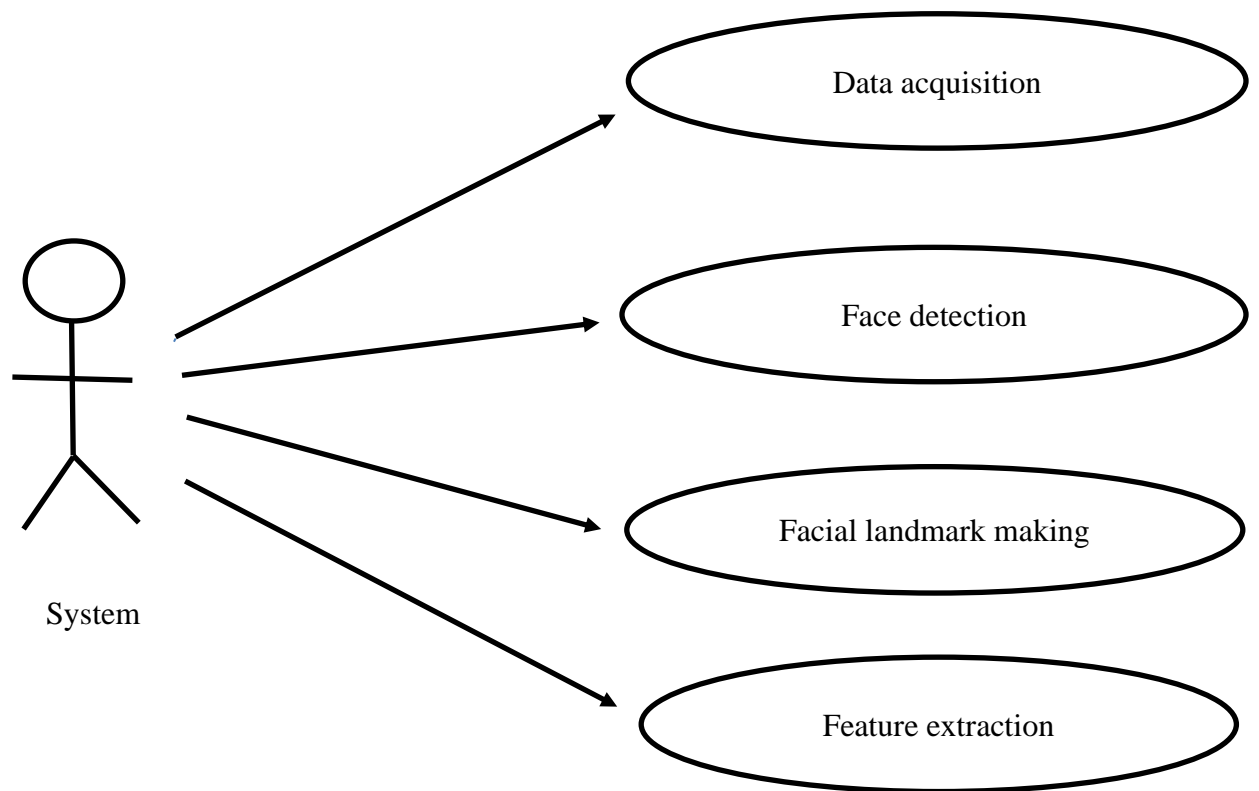 Data acquisition
Face detection
Facial landmark making
System
Feature extraction